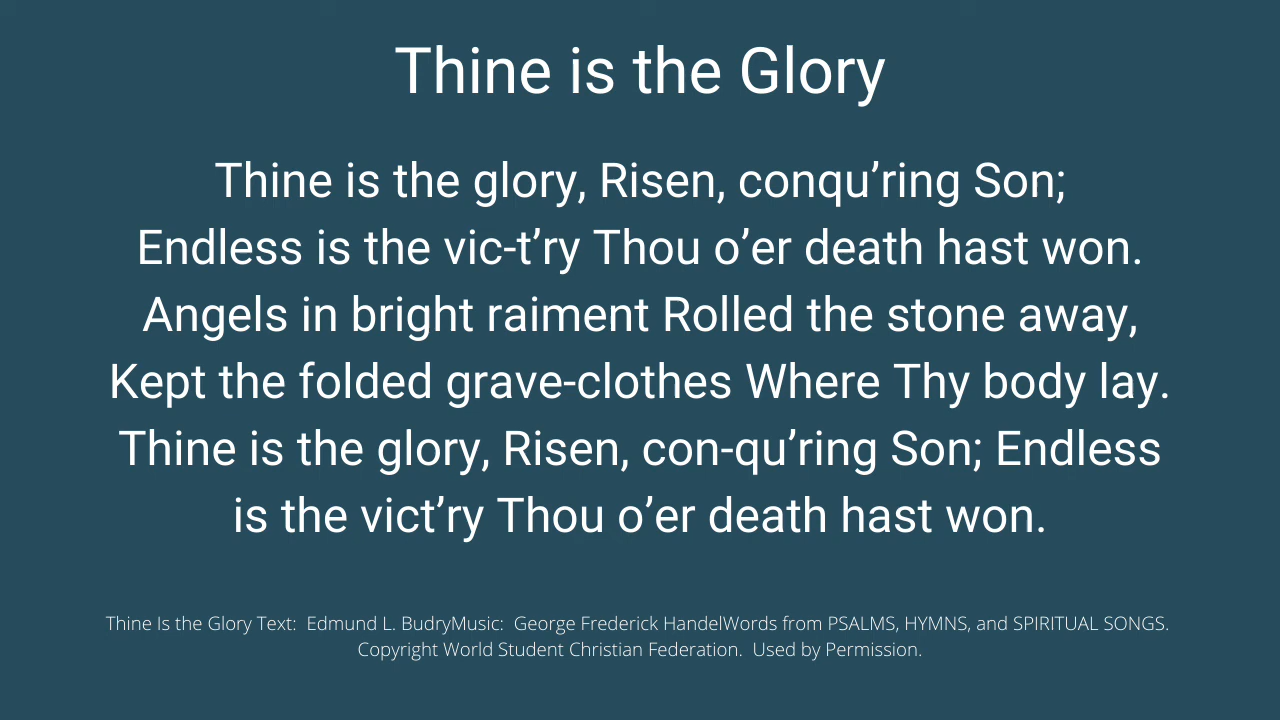 Thine is the Glory
Thine is the glory, Risen, conqu’ring Son;
Endless is the vic-t’ry Thou o’er death hast won.
Angels in bright raiment Rolled the stone away,
Kept the folded grave-clothes Where Thy body lay.
Thine is the glory, Risen, con-qu’ring Son; Endless
is the vict’ry Thou o’er death hast won.
Thine Is the Glory Text:  Edmund L. BudryMusic:  George Frederick HandelWords from PSALMS, HYMNS, and SPIRITUAL SONGS.
Copyright World Student Christian Federation.  Used by Permission.